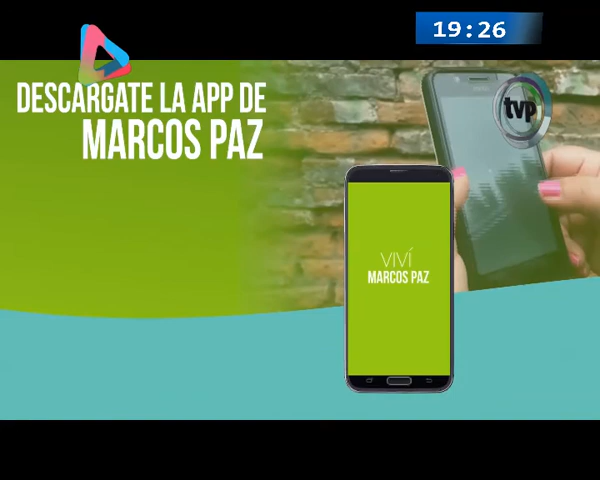 19:26
DESCARGATE LA APP DE
MARCOS PAZ
tvp
VIVÍ
MARCOS PAZ